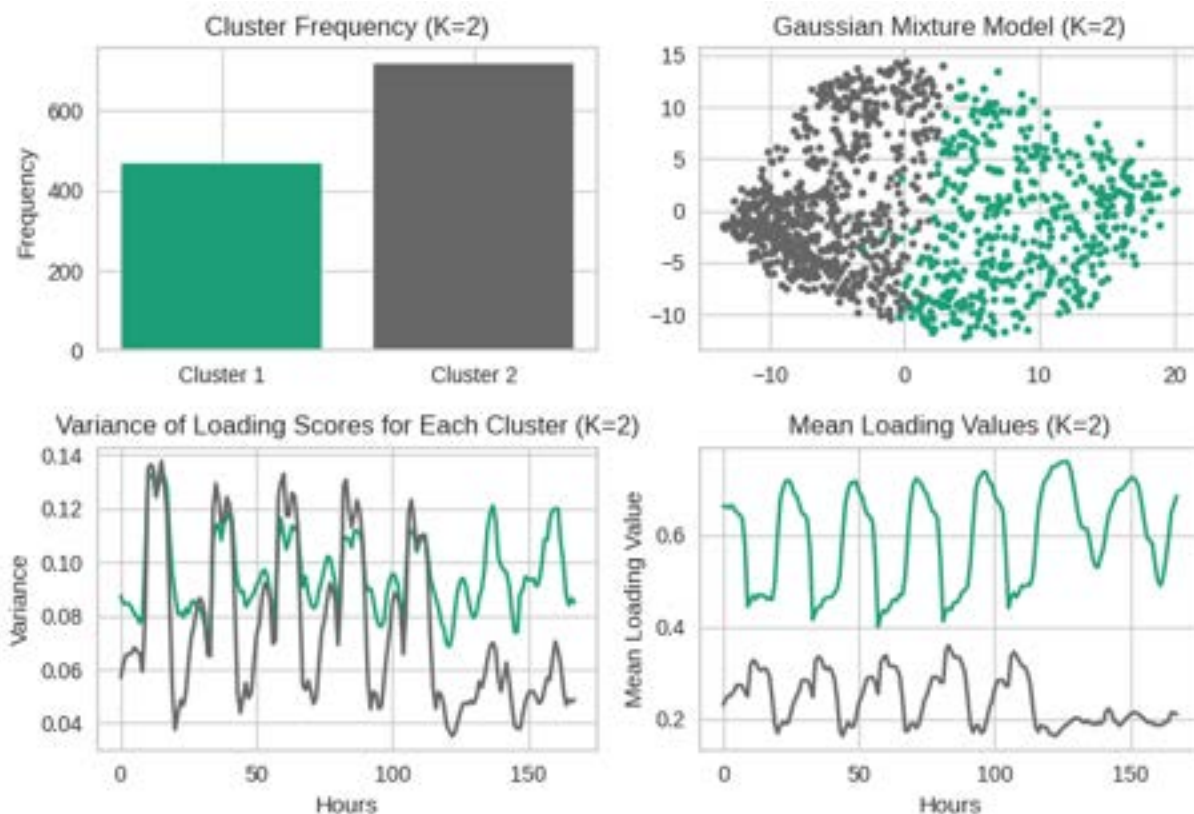 Cluster Frequency (K=2)
Frequency
600
400
200
0
Cluster 1
Cluster 2
Gaussian Mixture Model (K=2)
15
10
5
0
−5
−10
−10
0
10
20
Variance of Loading Scores for Each Cluster (K=2)
Variance
0.14
0.12
0.10
0.08
0.06
0.04
0
50
100
150
Hours
Mean Loading Values (K=2)
Mean Loading Value
0.6
0.4
0.2
0
50
100
150
Hours